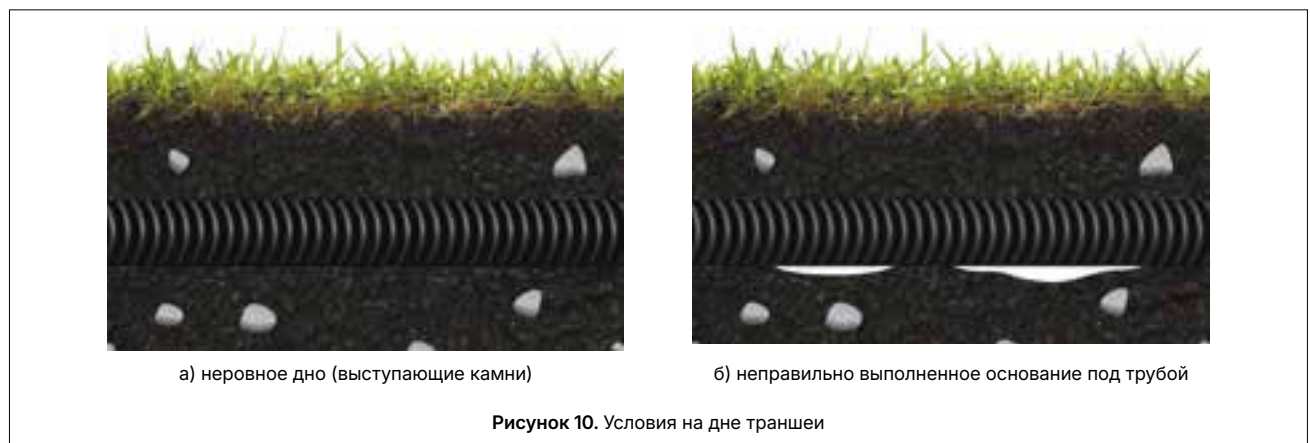 а) неровное дно (выступающие камни)
б) неправильно выполненное основание под трубой
Рисунок 10. Условия на дне траншеи